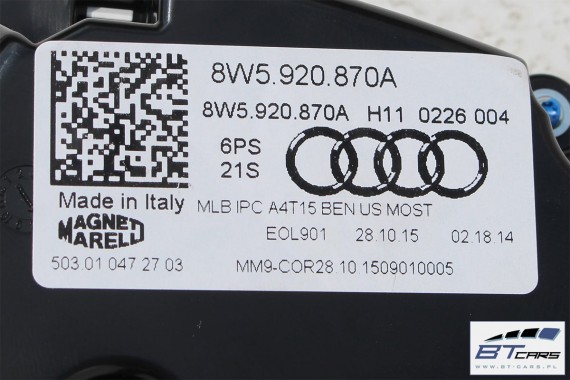 8W5.920.870A
8W5.920.870A H11 0226 004
6PS
21S
Made in Italy
MAGNETI
MARELLI
MLB IPC A4T15 BEN US MOST
EOL901 28.10.15 02.18.14
503.01 047 27 03
MM9-COR28 10.1509010005
BT CARS
WWW.BT-CARS.PL